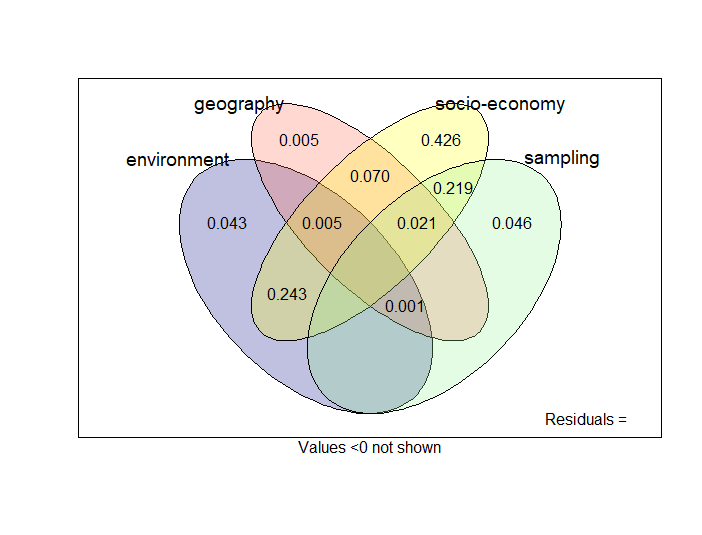 geography
socio-economy
environment
sampling
0.005
0.426
0.070
0.219
0.043
0.005
0.021
0.046
0.243
0.001
Residuals =
Values <0 not shown